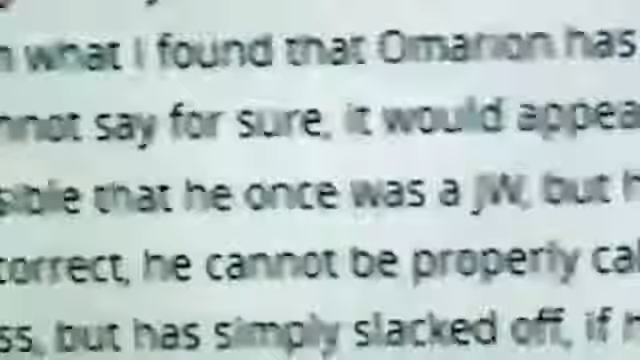 what I found that Omarion has
not say for sure, it would appea
sible that he once was a JW, but h
correct, he cannot be properly cal
ss, but has simply slacked off, if h